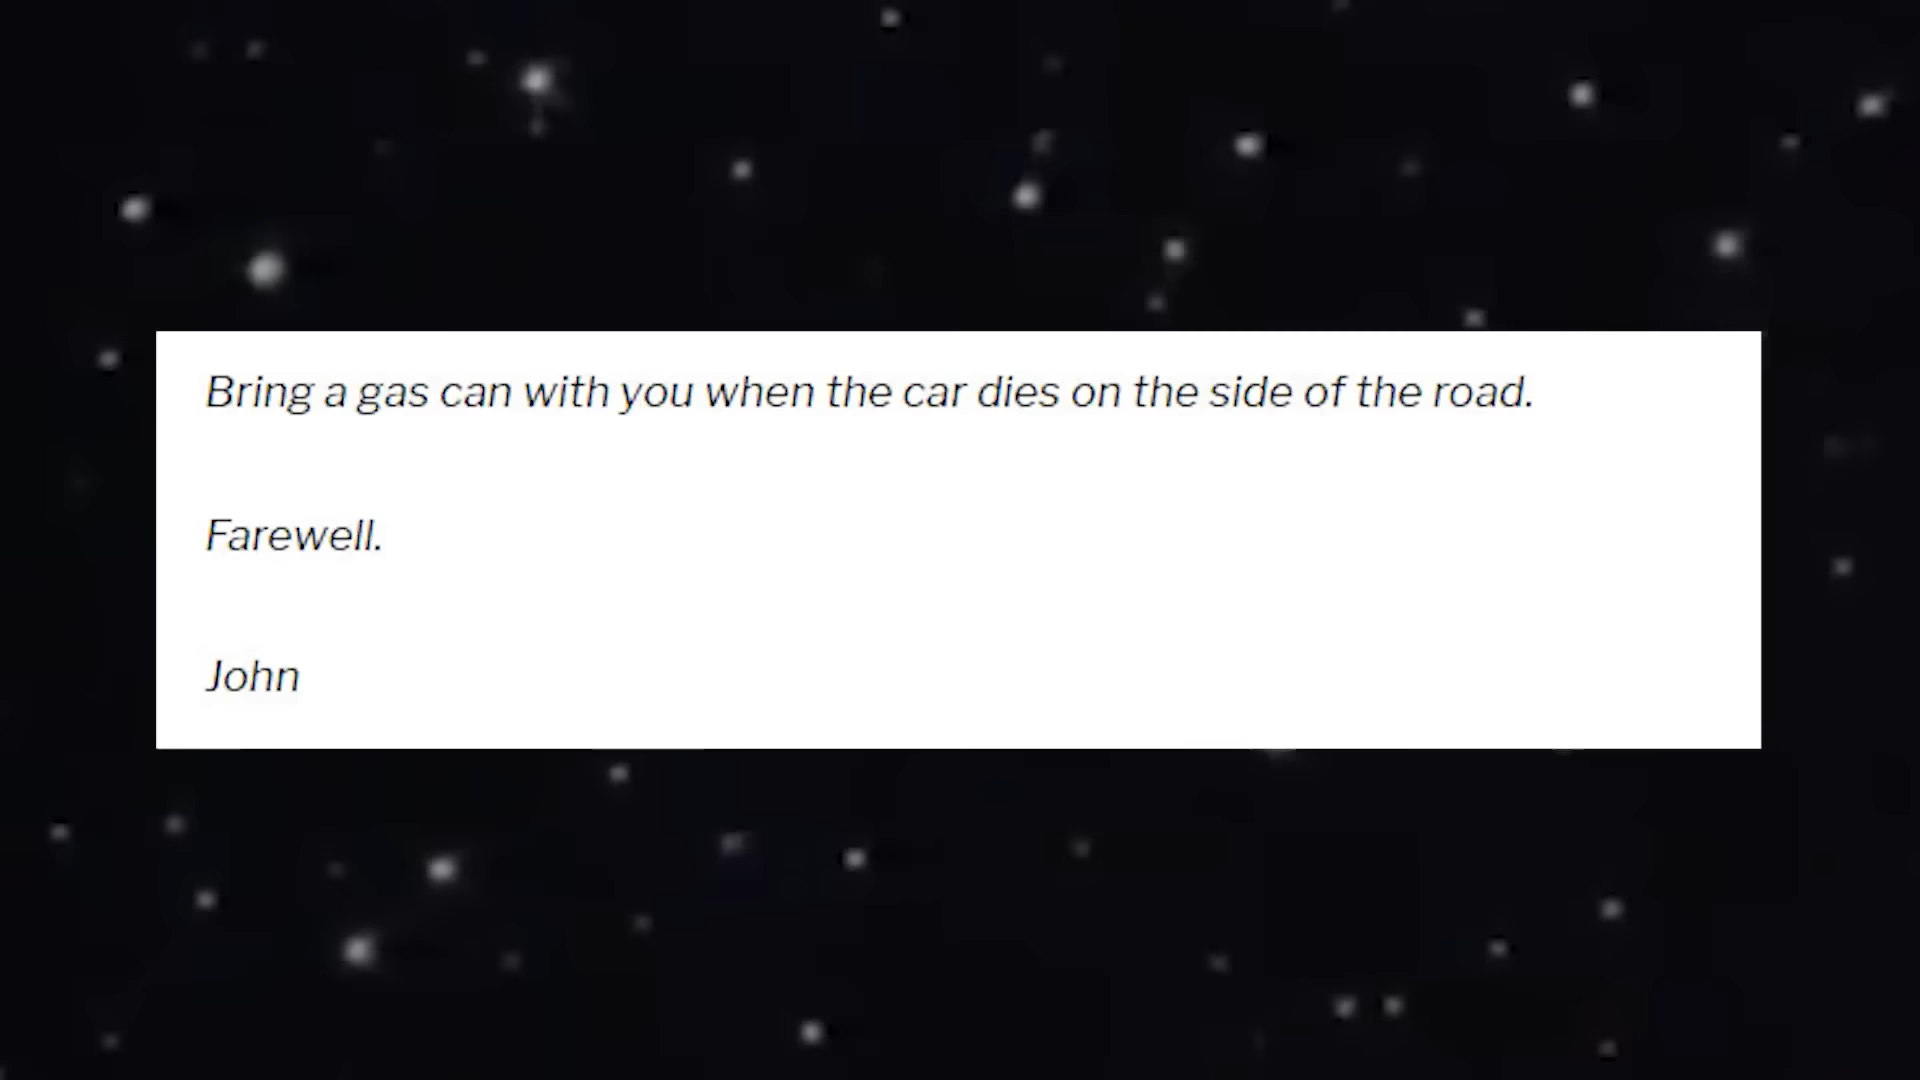 Bring a gas can with you when the car dies on the side of the road.
Farewell.
John